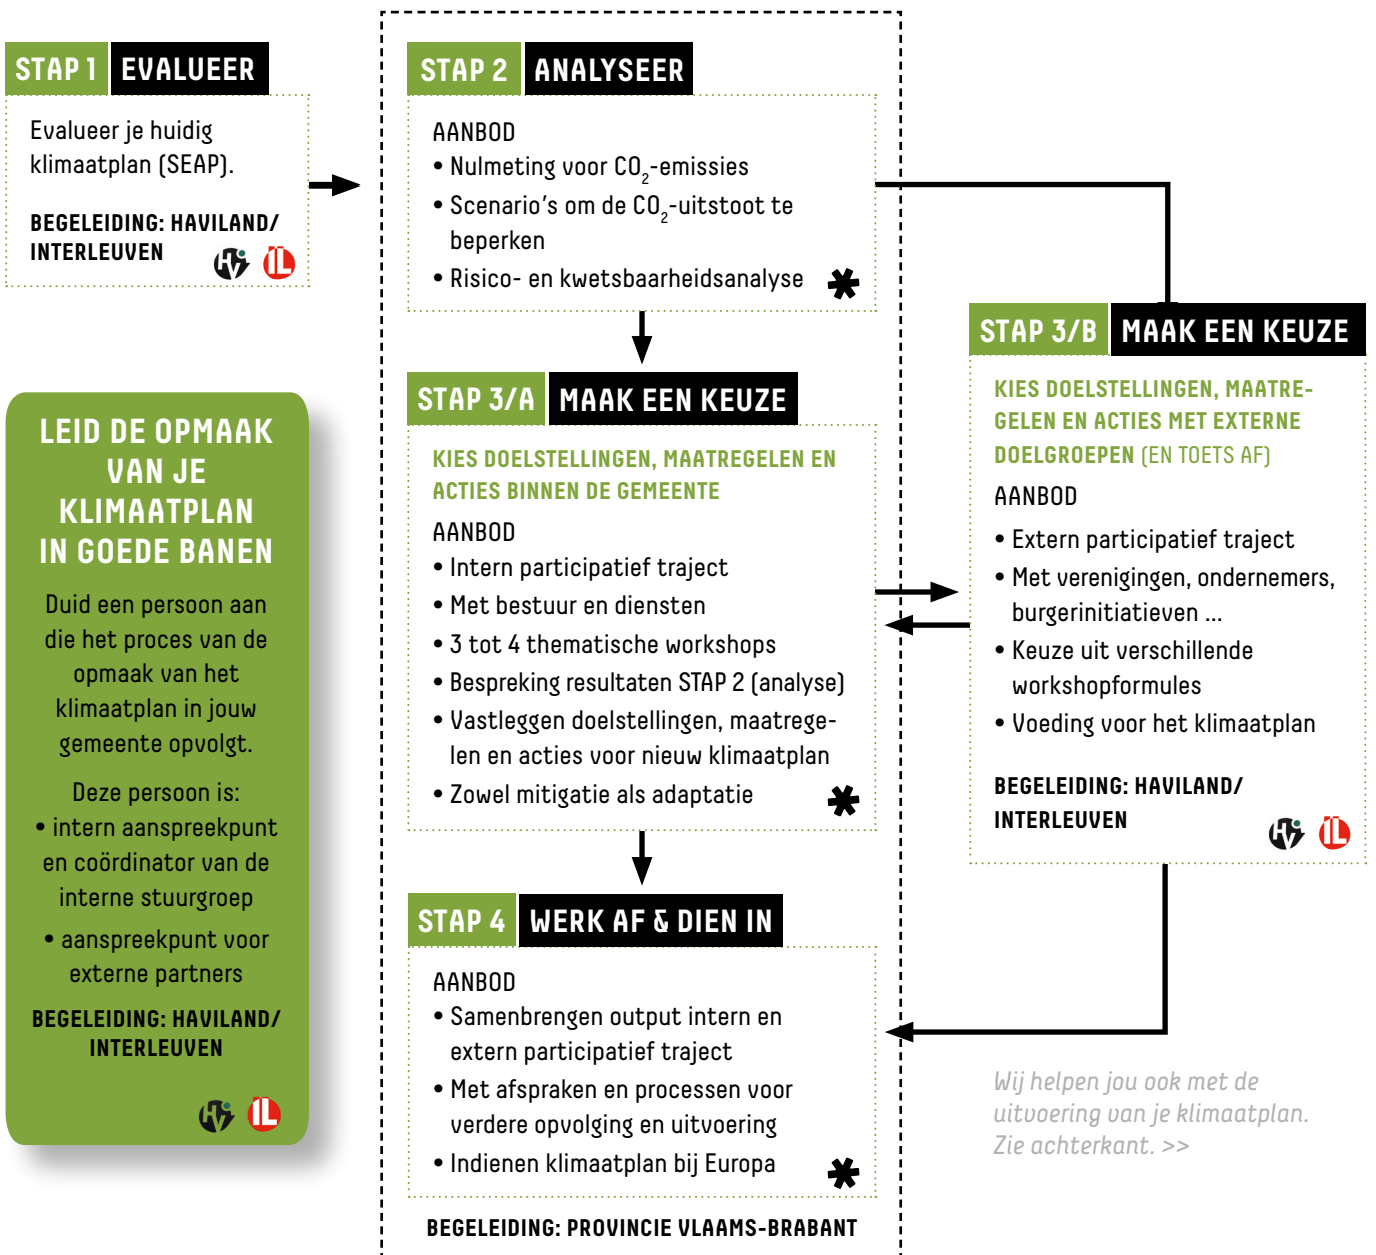 STAP 1 EVALUEER
Evalueer je huidig
klimaatplan (SEAP).
BEGELEIDING: HAVILAND/
INTERLEUVEN
HVi IL
LEID DE OPMAAK
VAN JE
KLIMAATPLAN
IN GOEDE BANEN
Duid een persoon aan
die het proces van de
opmaak van het
klimaatplan in jouw
gemeente opvolgt.
Deze persoon is:
• intern aanspreekpunt
en coördinator van de
interne stuurgroep
• aanspreekpunt voor
externe partners
BEGELEIDING: HAVILAND/
INTERLEUVEN
HVi IL
STAP 2 ANALYSEER
AANBOD
• Nulmeting voor CO₂-emissies
• Scenario's om de CO₂-uitstoot te
beperken
• Risico- en kwetsbaarheidsanalyse *
STAP 3/A MAAK EEN KEUZE
KIES DOELSTELLINGEN, MAATREGELEN EN
ACTIES BINNEN DE GEMEENTE
AANBOD
• Intern participatief traject
• Met bestuur en diensten
• 3 tot 4 thematische workshops
• Bespreking resultaten STAP 2 (analyse)
• Vastleggen doelstellingen, maatrege-
len en acties voor nieuw klimaatplan
• Zowel mitigatie als adaptatie *
STAP 3/B MAAK EEN KEUZE
KIES DOELSTELLINGEN, MAATRE-
GELEN EN ACTIES MET EXTERNE
DOELGROEPEN (EN TOETS AF)
AANBOD
• Extern participatief traject
• Met verenigingen, ondernemers,
burgerinitiatieven ...
• Keuze uit verschillende
workshopformules
• Voeding voor het klimaatplan
BEGELEIDING: HAVILAND/
INTERLEUVEN
HVi IL
STAP 4 WERK AF & DIEN IN
AANBOD
• Samenbrengen output intern en
extern participatief traject
• Met afspraken en processen voor
verdere opvolging en uitvoering
• Indienen klimaatplan bij Europa *
BEGELEIDING: PROVINCIE VLAAMS-BRABANT
Wij helpen jou ook met de
uitvoering van je klimaatplan.
Zie achterkant. >>